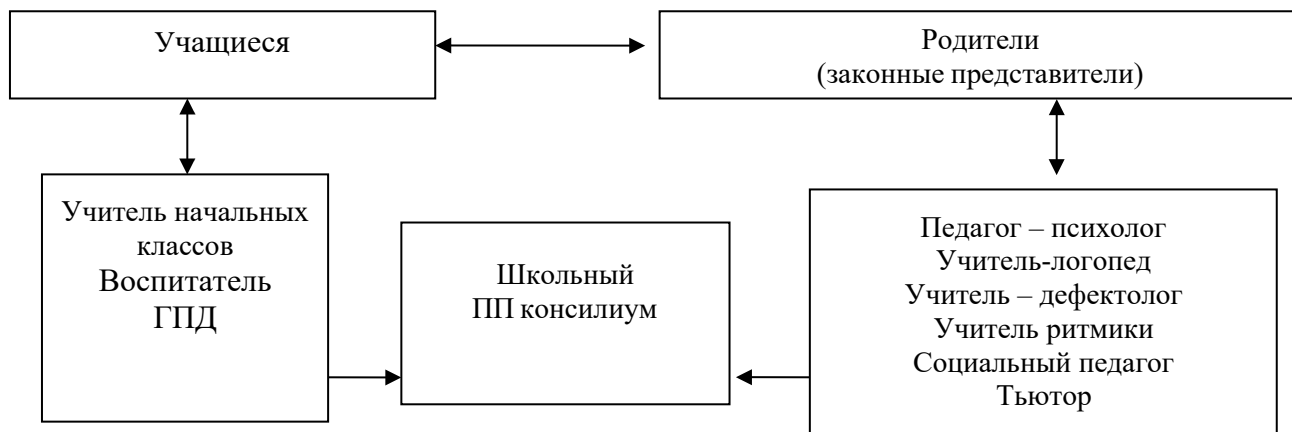 Учащиеся
Родители
(законные представители)
Учитель начальных
классов
Воспитатель
ГПД
Школьный
ПП консилиум
Педагог – психолог
Учитель-логопед
Учитель – дефектолог
Учитель ритмики
Социальный педагог
Тьютор